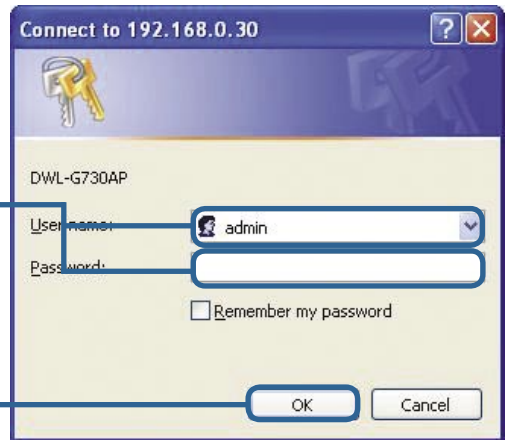 Connect to 192.168.0.30
DWL-G730AP
User name:
admin
Password:
Remember my password
OK
Cancel